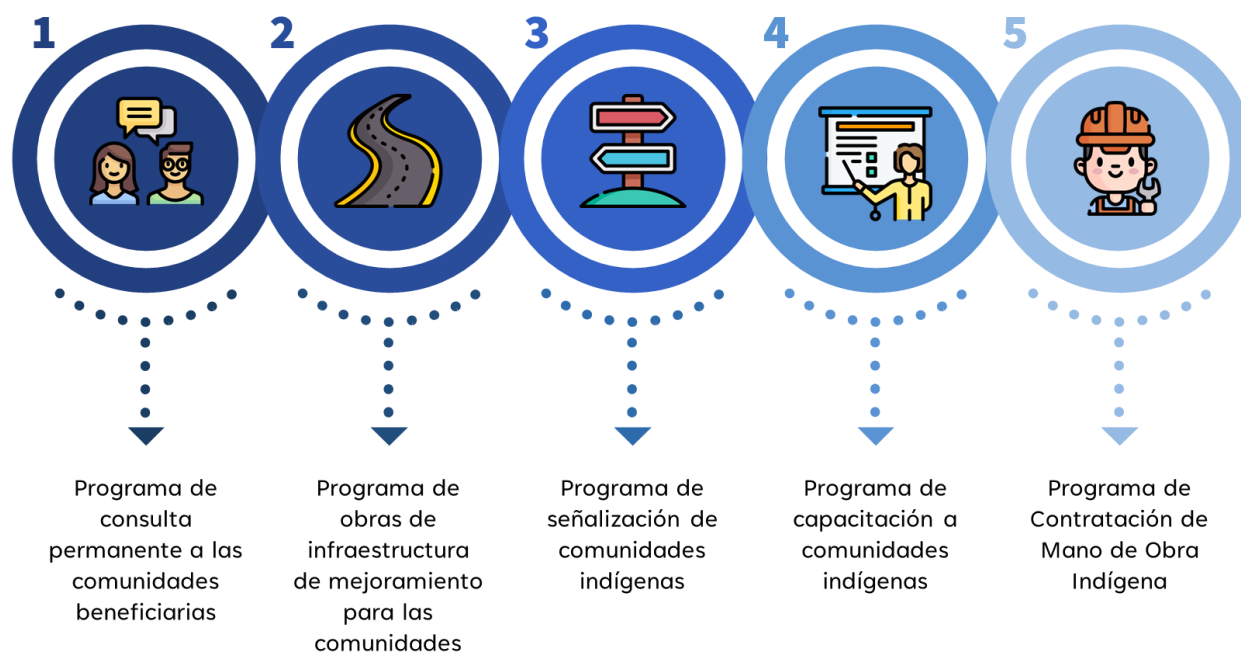 1
Programa de
consulta
permanente a las
comunidades
beneficiarias
2
Programa de
obras de
infraestructura
de mejoramiento
para las
comunidades
3
Programa de
señalización de
comunidades
indígenas
4
Programa de
capacitación a
comunidades
indígenas
5
Programa de
Contratación de
Mano de Obra
Indígena